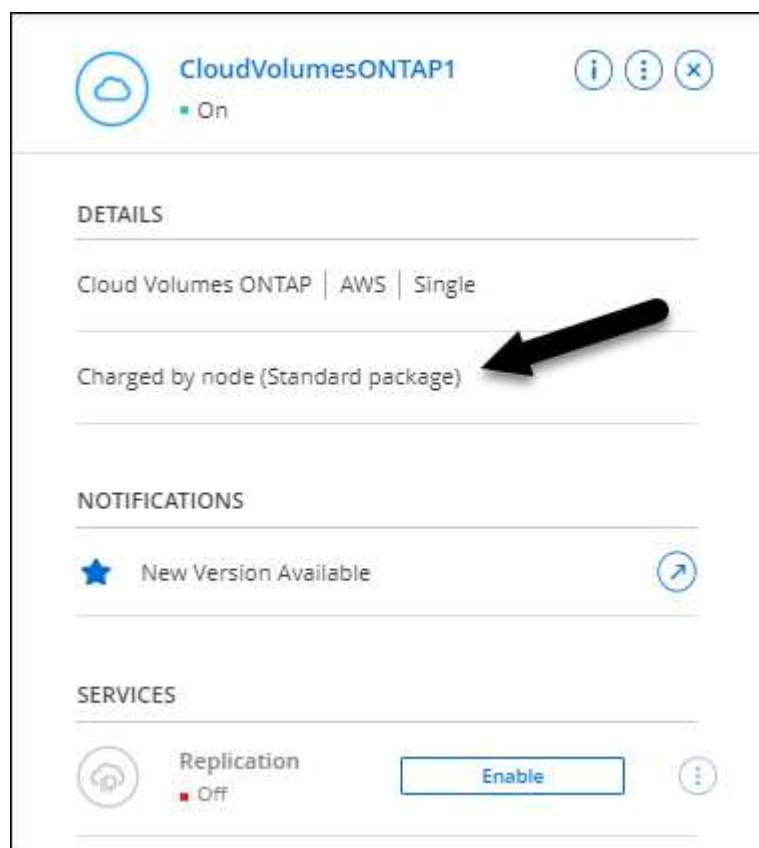 CloudVolumesONTAP1
On
DETAILS
Cloud Volumes ONTAP | AWS | Single
Charged by node (Standard package)
NOTIFICATIONS
New Version Available
SERVICES
Replication
Enable
Off